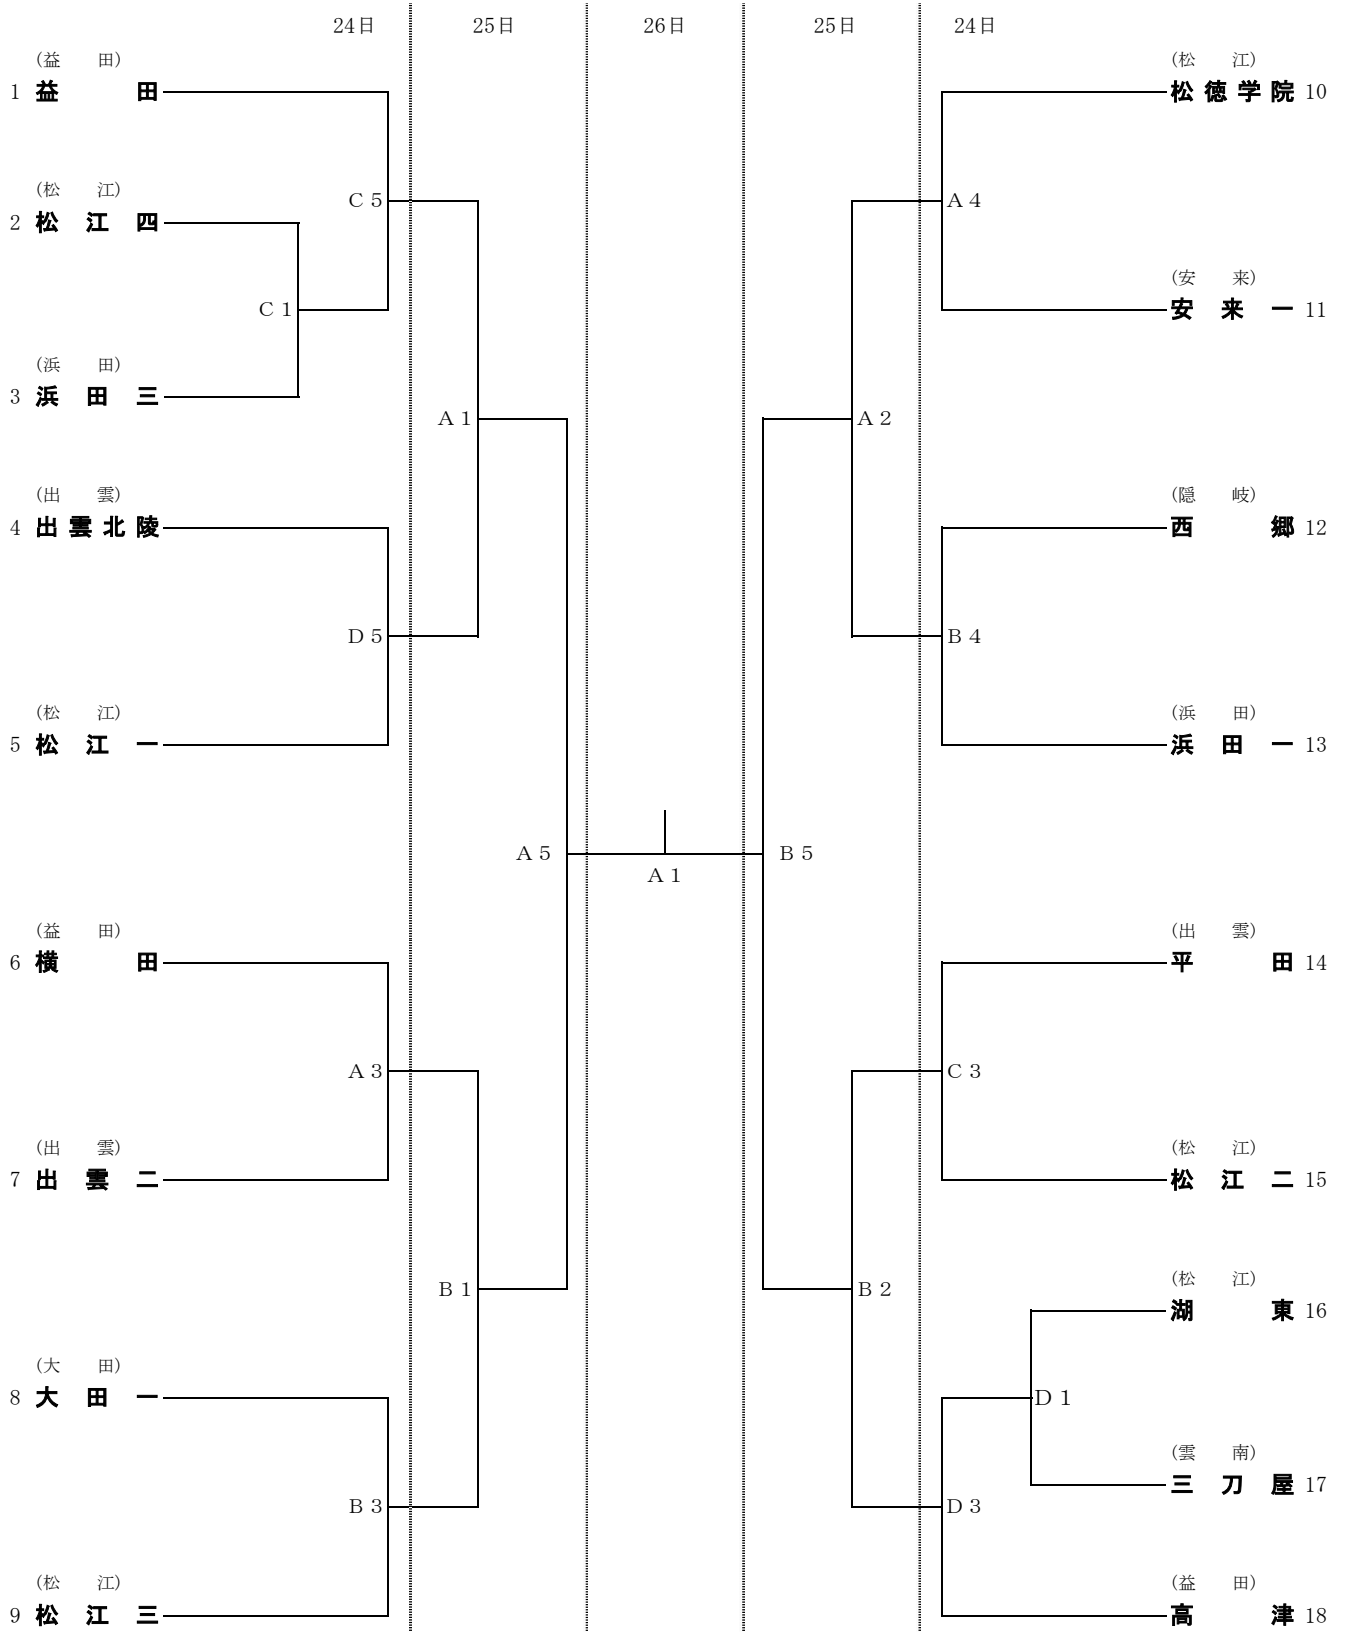 24日 25日 26日 25日 24日
(益 田)
1 益 田
(松 江)
2 松 江 四
(浜 田)
3 浜 田 三
(出 雲)
4 出 雲 北 陵
(松 江)
5 松 江 一
(益 田)
6 横 田
(出 雲)
7 出 雲 二
(大 田)
8 大 田 一
(松 江)
9 松 江 三
C 5
C 1
A 1
D 5
A 5
A 3
B 1
B 3
A 1
A 4
A 2
B 4
B 5
C 3
B 2
D 1
D 3
(松 江)
松 徳 学 院 10
(安 来)
安 来 一 11
(隠 岐)
西 郷 12
(浜 田)
浜 田 一 13
(出 雲)
平 田 14
(松 江)
松 江 二 15
(松 江)
湖 東 16
(雲 南)
三 刀 屋 17
(益 田)
高 津 18